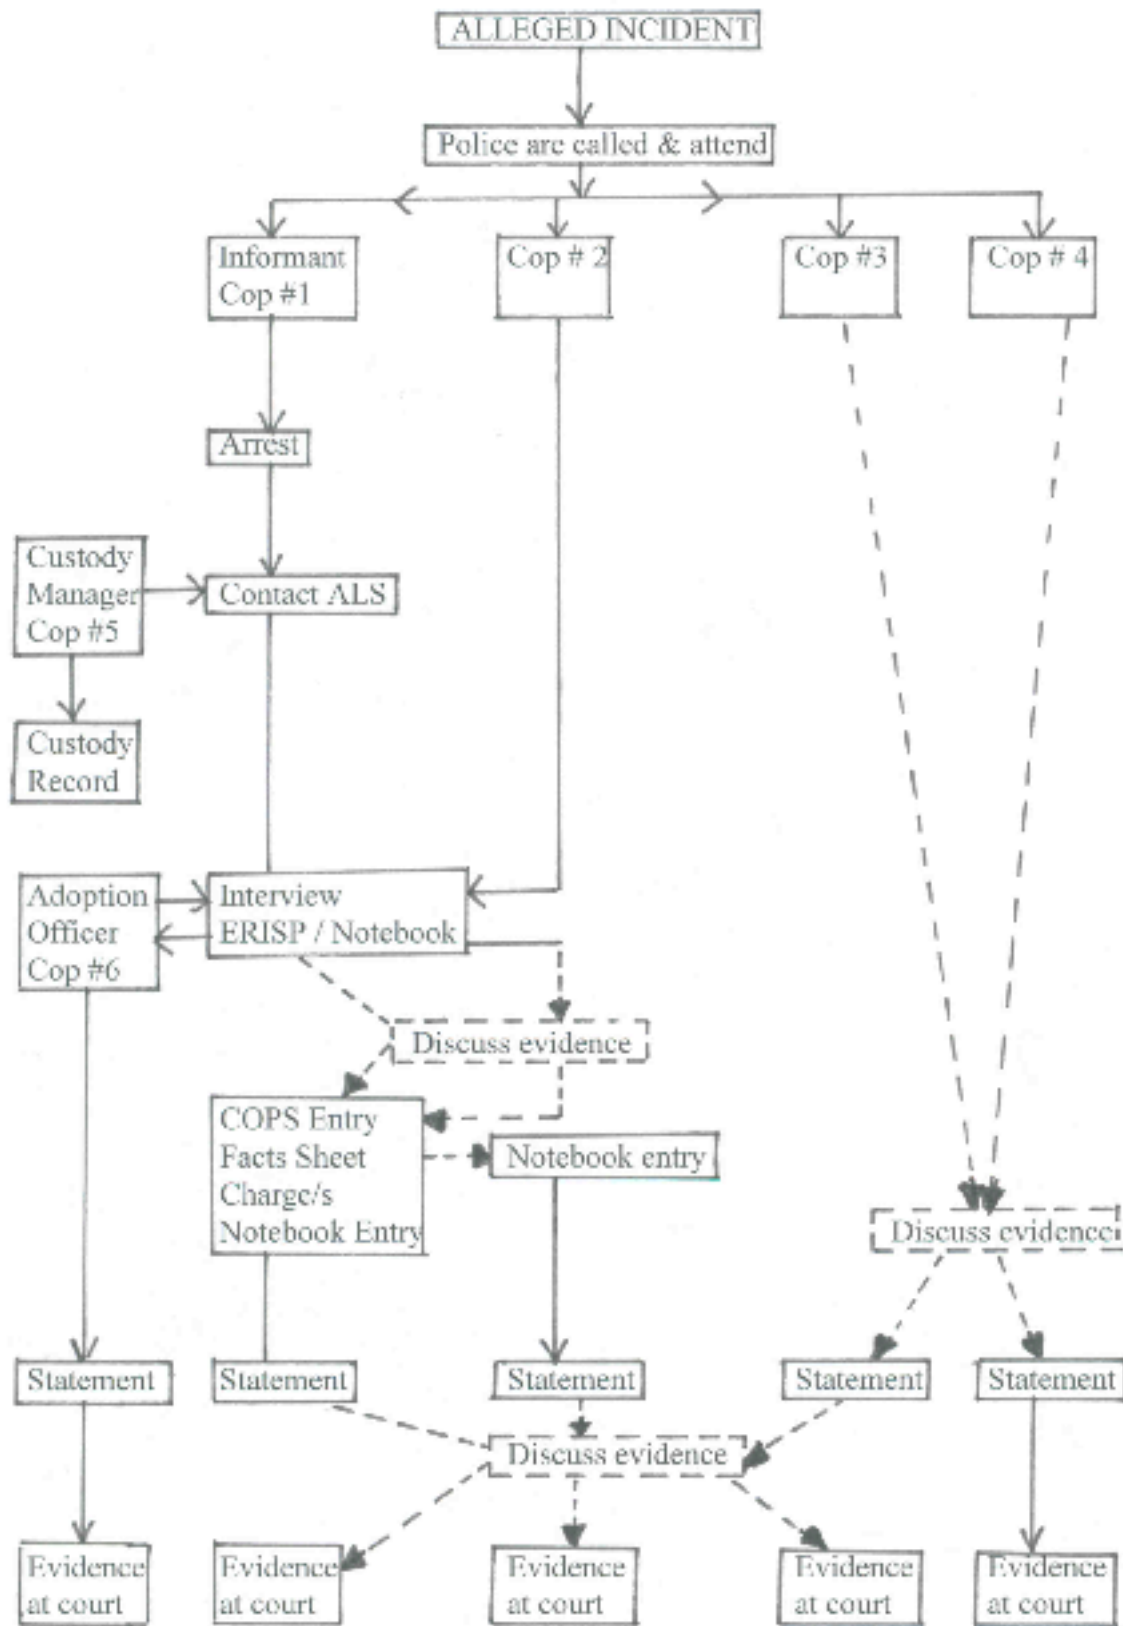 ALLEGED INCIDENT
Police are called & attend
Informant
Cop #1
Cop # 2
Cop #3
Cop # 4
Arrest
Custody
Manager
Cop #5
Contact ALS
Custody
Record
Adoption
Officer
Cop #6
Interview
ERISP / Notebook
Discuss evidence
COPS Entry
Facts Sheet
Charge/s
Notebook Entry
Notebook entry
Discuss evidence
Statement
Statement
Statement
Statement
Statement
Discuss evidence
Evidence
at court
Evidence
at court
Evidence
at court
Evidence
at court
Evidence
at court